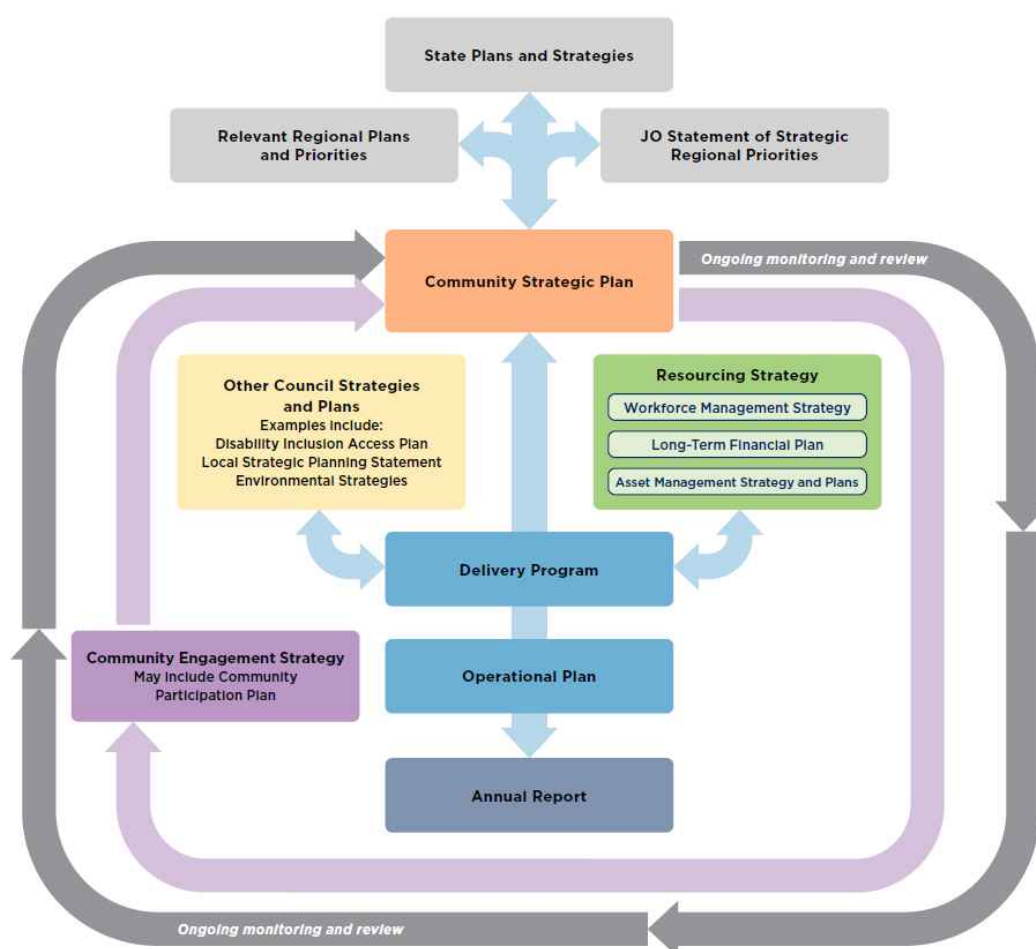 State Plans and Strategies
Relevant Regional Plans
and Priorities
JO Statement of Strategic
Regional Priorities
Community Strategic Plan
Ongoing monitoring and review
Other Council Strategies
and Plans
Examples include:
Disability Inclusion Access Plan
Local Strategic Planning Statement
Environmental Strategies
Resourcing Strategy
Workforce Management Strategy
Long-Term Financial Plan
Asset Management Strategy and Plans
Delivery Program
Community Engagement Strategy
May include Community
Participation Plan
Operational Plan
Annual Report
Ongoing monitoring and review